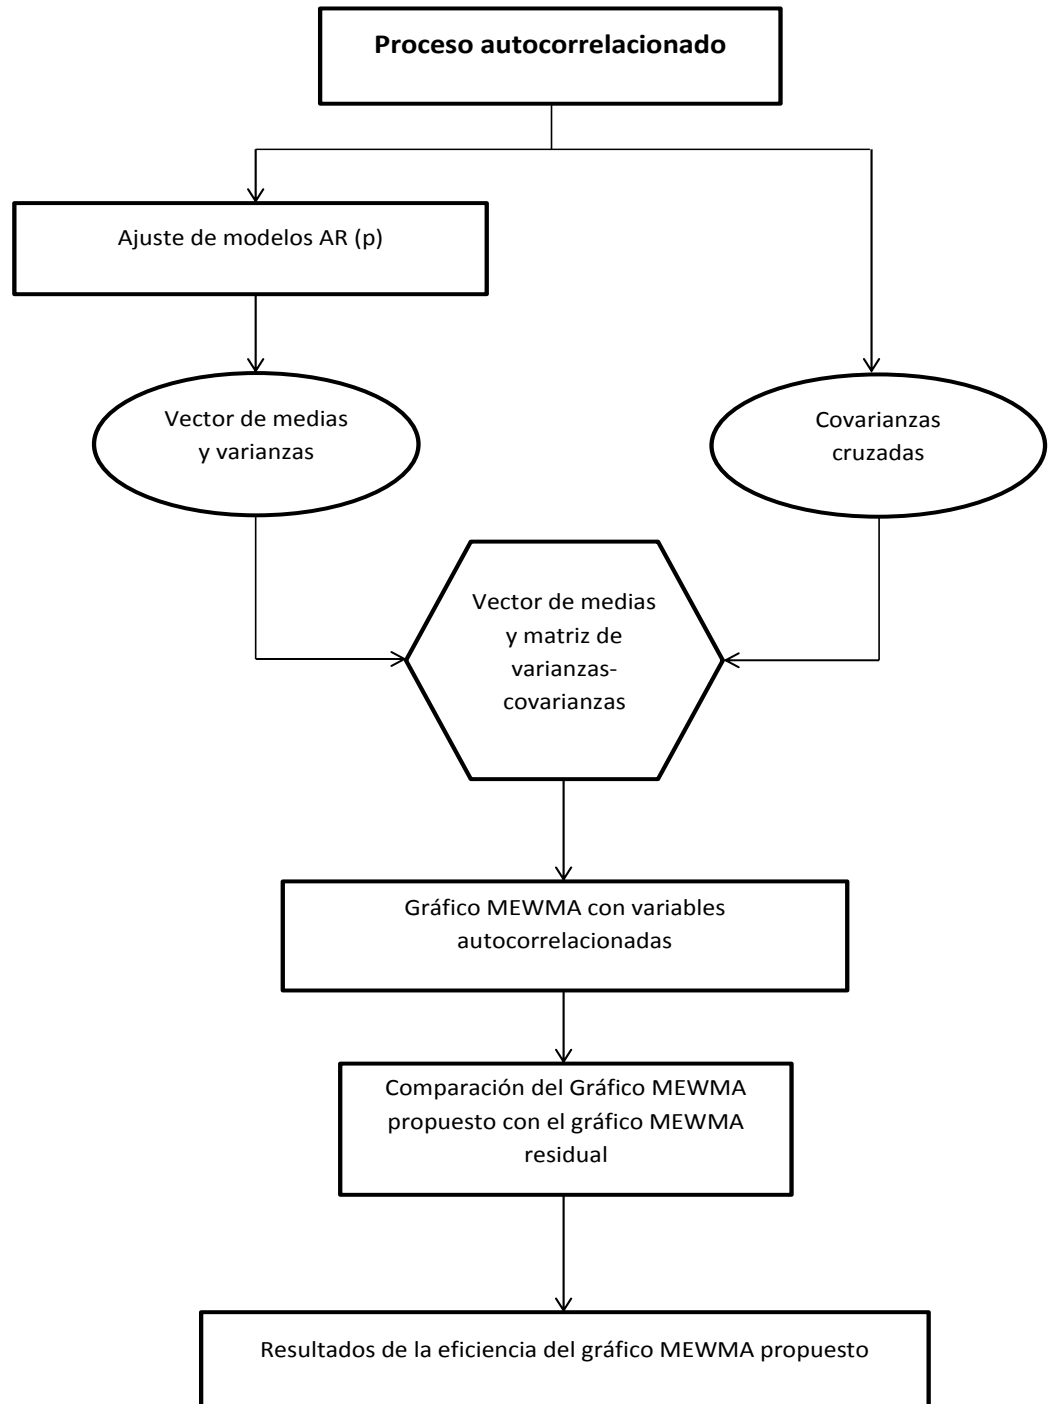 Proceso autocorrelacionado
Ajuste de modelos AR (p)
Vector de medias
y varianzas
Covarianzas
cruzadas
Vector de medias
y matriz de
varianzas-
covarianzas
Gráfico MEWMA con variables
autocorrelacionadas
Comparación del Gráfico MEWMA
propuesto con el gráfico MEWMA
residual
Resultados de la eficiencia del gráfico MEWMA propuesto